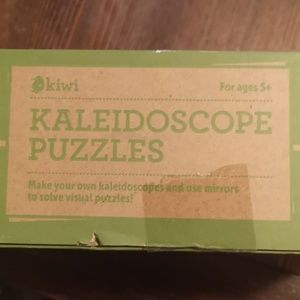 kiwi
For ages 5+
KALEIDOSCOPE
PUZZLES
Make your own kaleidoscopes and use mirrors
to solve visual puzzles!